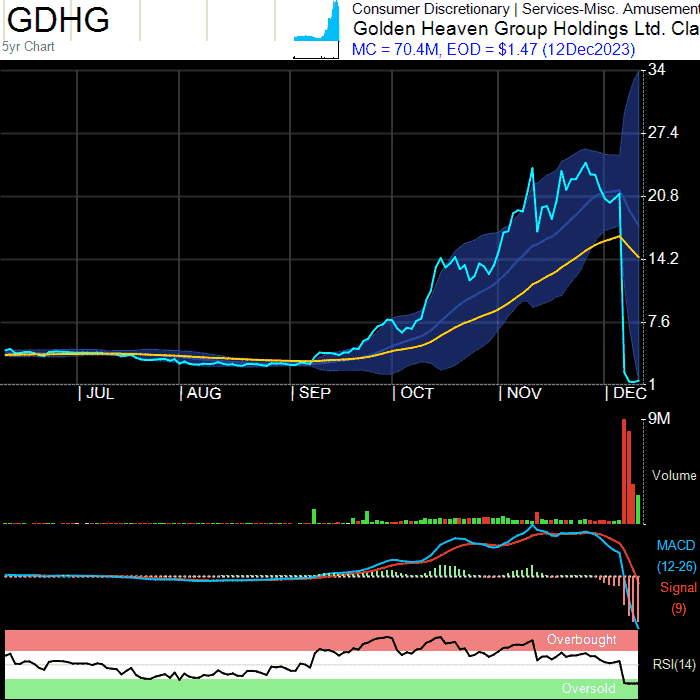 GDHG
5yr Chart
Consumer Discretionary | Services-Misc. Amusement
Golden Heaven Group Holdings Ltd. Cla
MC = 70.4M, EOD = $1.47 (12Dec2023)
34
27.4
20.8
14.2
7.6
1
JUL AUG SEP OCT NOV DEC
9M
Volume
MACD
(12-26)
Signal
(9)
Overbought
RSI(14)
Oversold